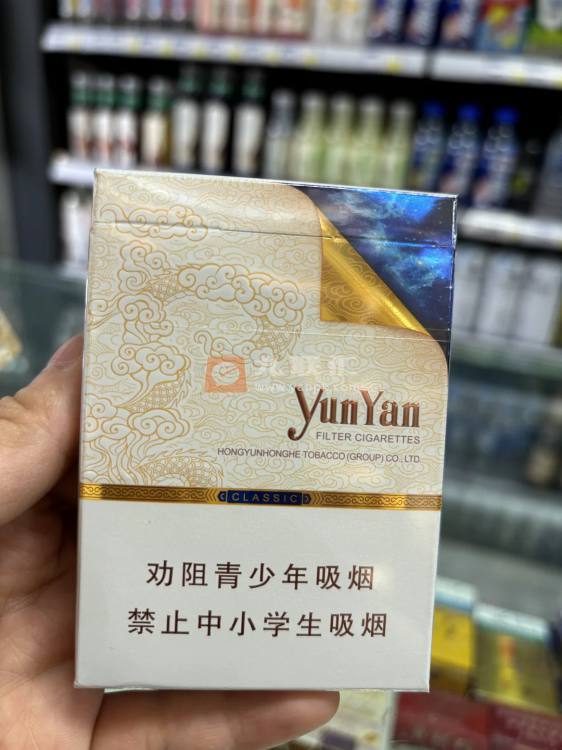 YunYan
FILTER CIGARETTES
HONGYUNHONGHE TOBACCO (GROUP) CO., LTD
CLASSIC
劝阻青少年吸烟
禁止中小学生吸烟